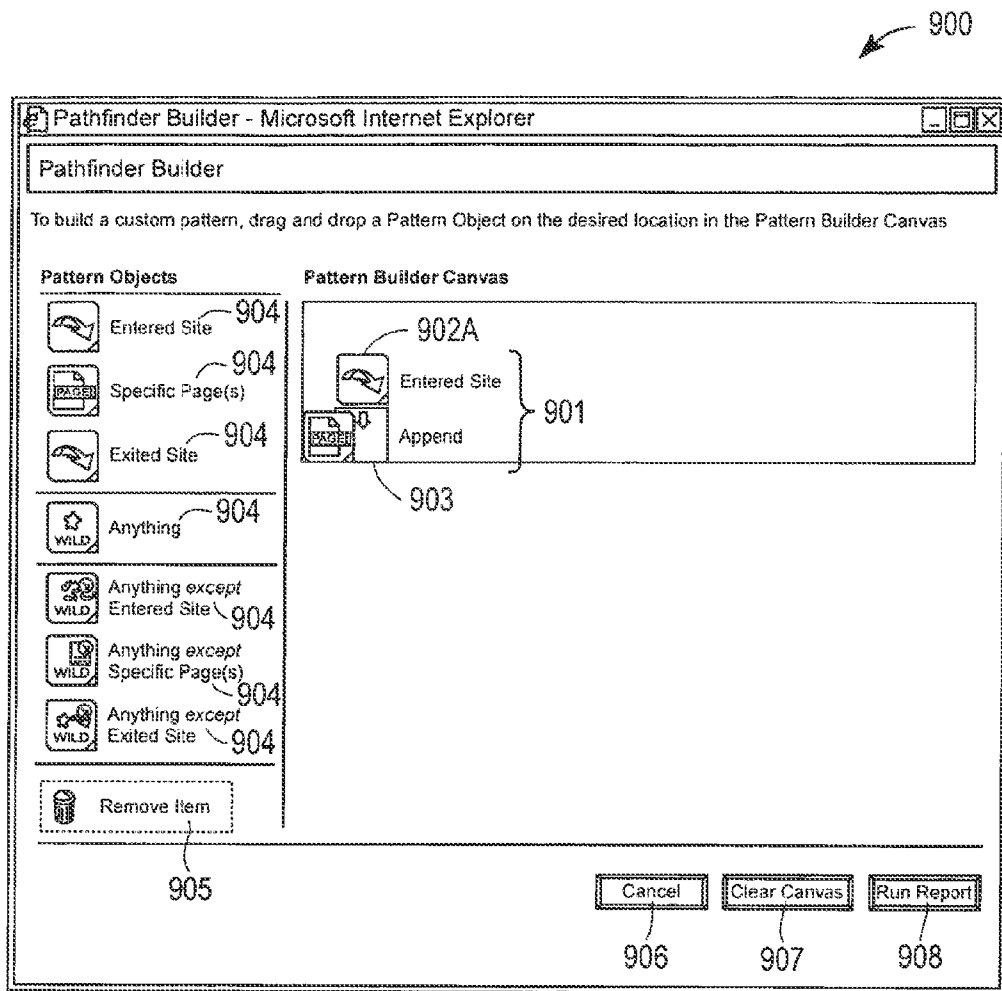 900
Pathfinder Builder - Microsoft Internet Explorer
Pathfinder Builder
To build a custom pattern, drag and drop a Pattern Object on the desired location in the Pattern Builder Canvas
Pattern Objects
Pattern Builder Canvas
Entered Site
904
PAGE
Specific Page(s)
904
Exited Site
904
WILD
Anything
904
WILD
Anything except
Entered Site
904
WILD
Anything except
Specific Page(s)
904
WILD
Anything except
Exited Site
904
Remove Item
905
902A
Entered Site
901
PAGE
Append
903
Cancel
Clear Canvas
Run Report
906
907
908